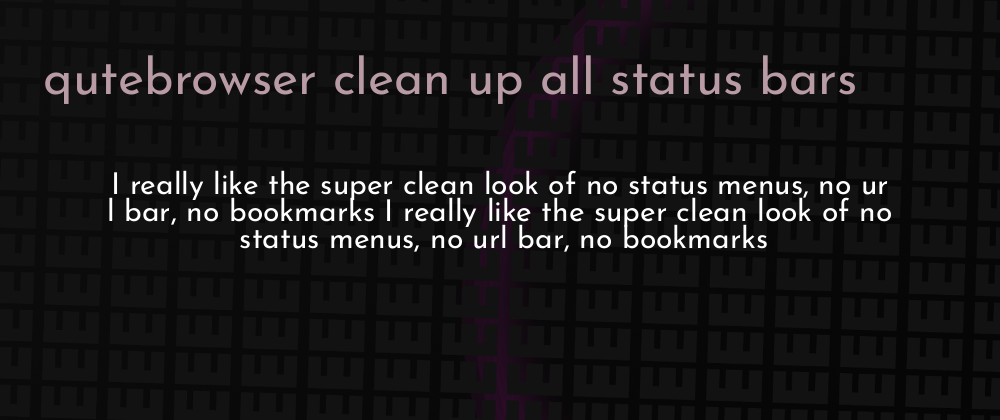 qutebrowser clean up all status bars
I really like the super clean look of no status menus, no ur
l bar, no bookmarks I really like the super clean look of no
status menus, no url bar, no bookmarks